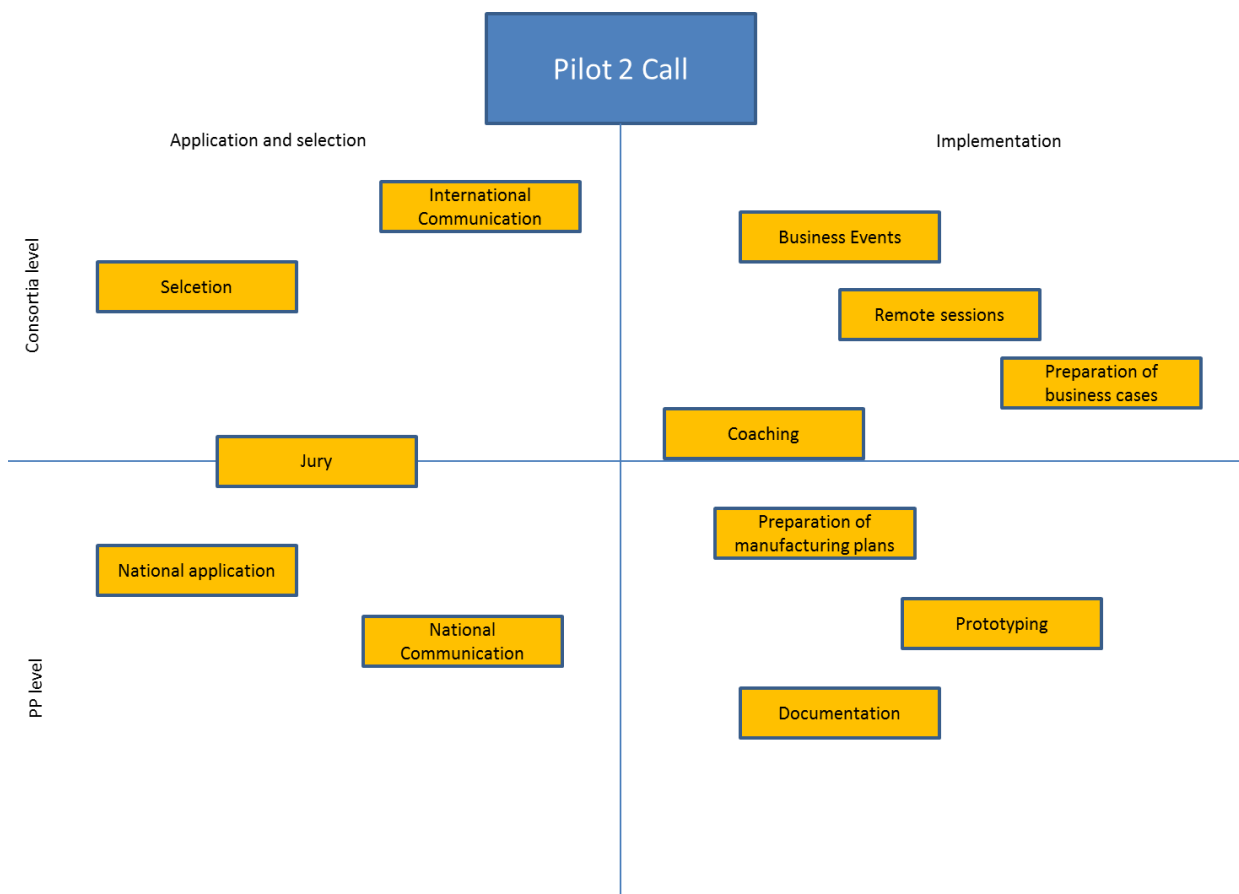 Pilot 2 Call
Application and selection
Implementation
Consortia level
International
Communication
Selcetion
Business Events
Remote sessions
Preparation of
business cases
Coaching
Jury
Preparation of
manufacturing plans
National application
Prototyping
National
Communication
PP level
Documentation